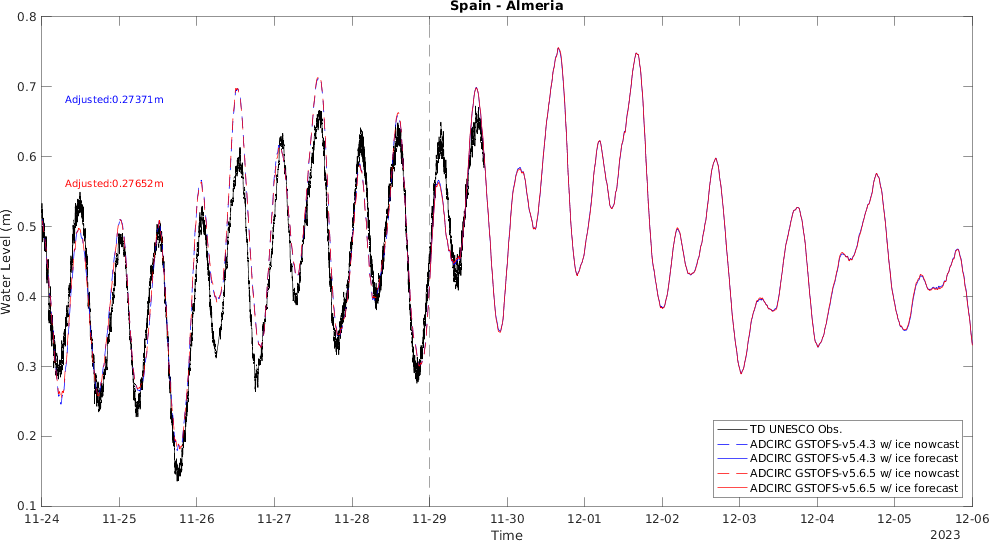 Spain - Almeria
0.8
0.7
0.6
0.5
0.4
0.3
0.2
0.1
Water Level (m)
Adjusted:0.27371m
Adjusted:0.27652m
TD UNESCO Obs.
ADCIRC GSTOFS-v5.4.3 w/ ice nowcast
ADCIRC GSTOFS-v5.4.3 w/ ice forecast
ADCIRC GSTOFS-v5.6.5 w/ ice nowcast
ADCIRC GSTOFS-v5.6.5 w/ ice forecast
11-24 11-25 11-26 11-27 11-28 11-29 11-30 12-01 12-02 12-03 12-04 12-05 12-06
Time
2023